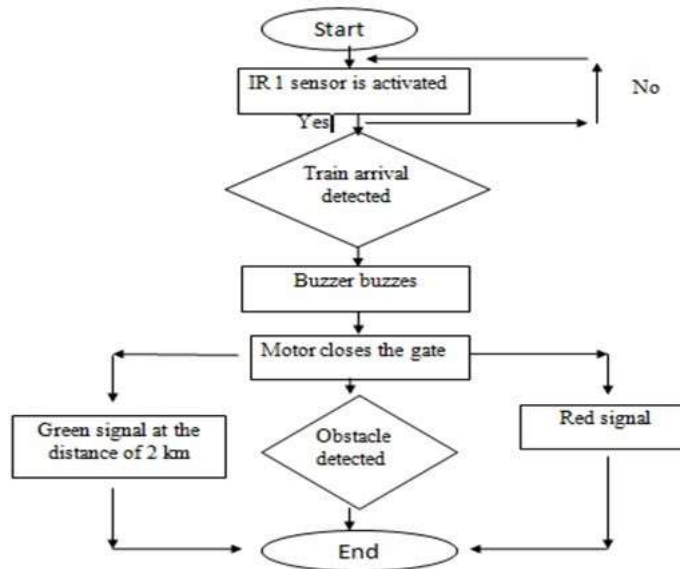 Start
IR 1 sensor is activated
No
Yes
Train arrival
detected
Buzzer buzzes
Motor closes the gate
Green signal at the
distance of 2 km
Obstacle
detected
Red signal
End